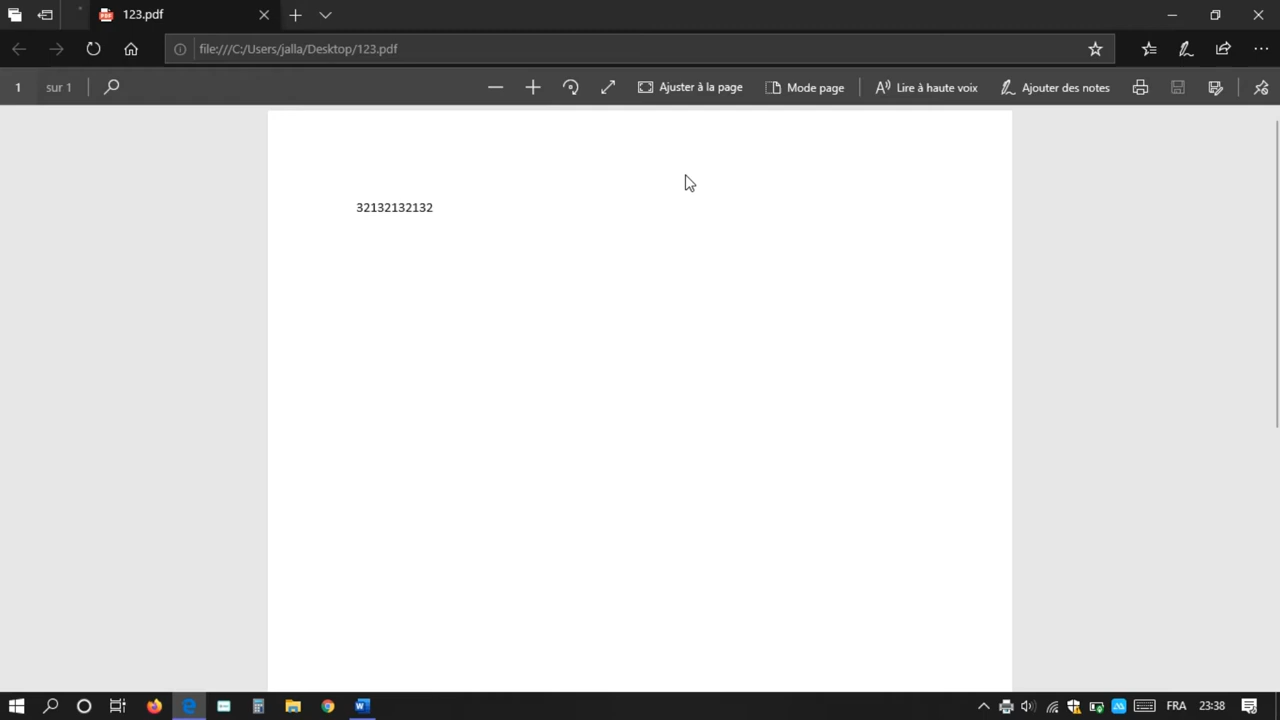 123.pdf
file:///C:/Users/jalla/Desktop/123.pdf
1 sur 1 Ajuster à la page Mode page Lire à haute voix Ajouter des notes
32132132132
FRA 23:38